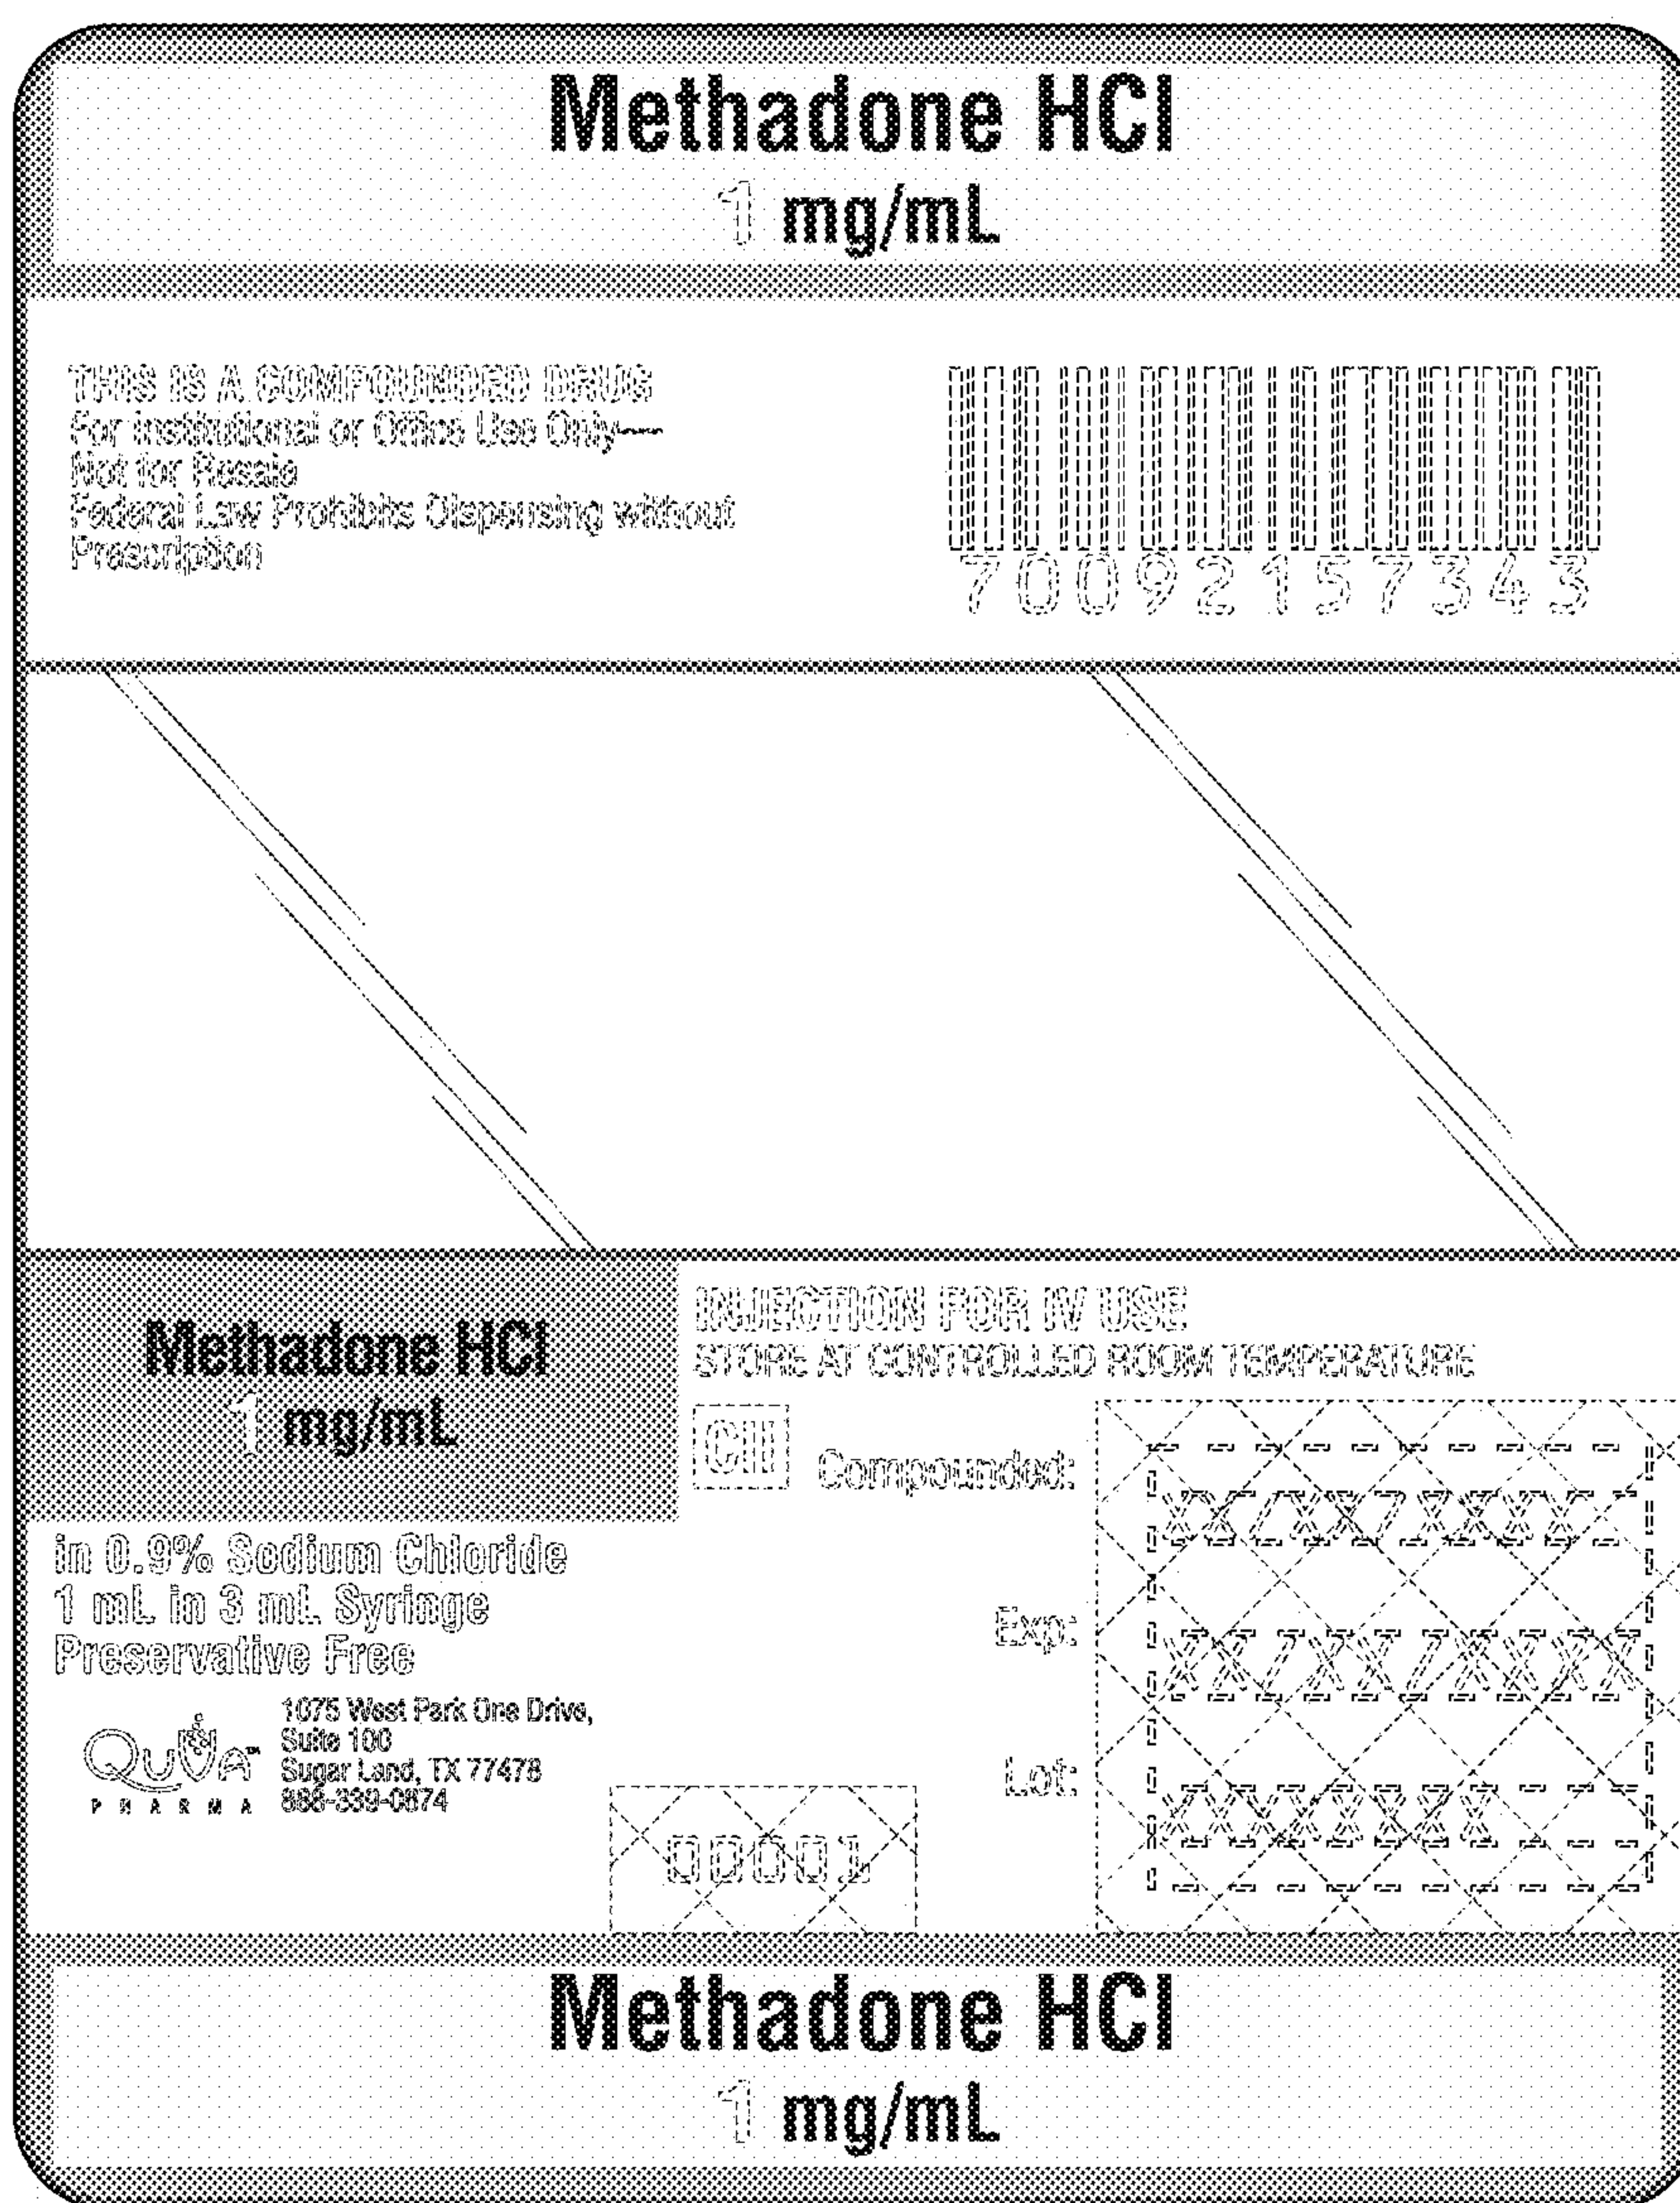 Methadone HCl
1 mg/mL
THIS IS A COMPOUNDED DRUG
For Institutional or Office Use Only—
Not for Resale
Federal Law Prohibits Dispensing without
Prescription
70092157343
Methadone HCl
1 mg/mL
in 0.9% Sodium Chloride
1 mL in 3 mL Syringe
Preservative Free
QuVa™
PHARMA
1075 West Park One Drive,
Suite 100
Sugar Land, TX 77478
888-339-0874
INJECTION FOR IV USE
STORE AT CONTROLLED ROOM TEMPERATURE
CII
Compounded: XX/XX/XXXX
Exp: XX/XX/XXXX
Lot: XXXXXXXX
00001
Methadone HCl
1 mg/mL